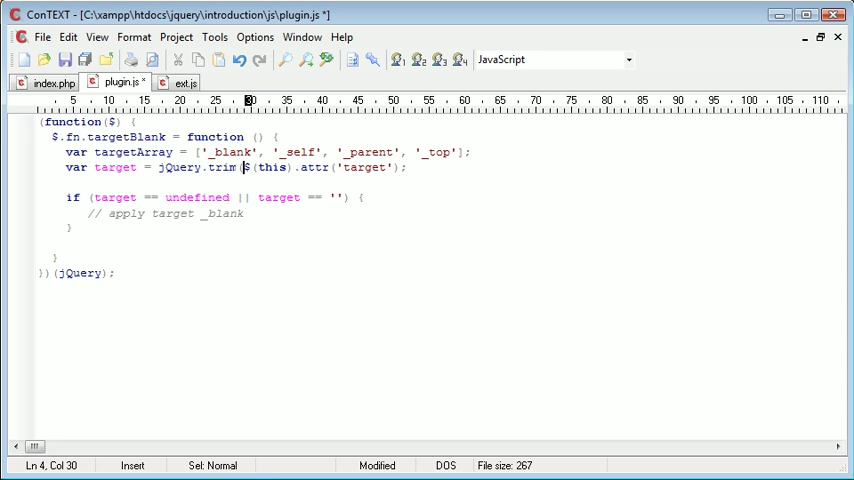 ConTEXT - [C:\xampp\htdocs\jquery\introduction\js\plugin.js *]
File Edit View Format Project Tools Options Window Help
1 2 3 4 JavaScript
index.php plugin.js * ext.js
5 10 15 20 25 30 35 40 45 50 55 60 65 70 75 80 85 90 95 100 105 110
(function($) {
$.fn.targetBlank = function () {
var targetArray = ['_blank', '_self', '_parent', '_top'];
var target = jQuery.trim($(this).attr('target');
if (target == undefined || target == '') {
// apply target _blank
}
}
})(jQuery);
Ln 4, Col 30 Insert Sel: Normal Modified DOS File size: 267